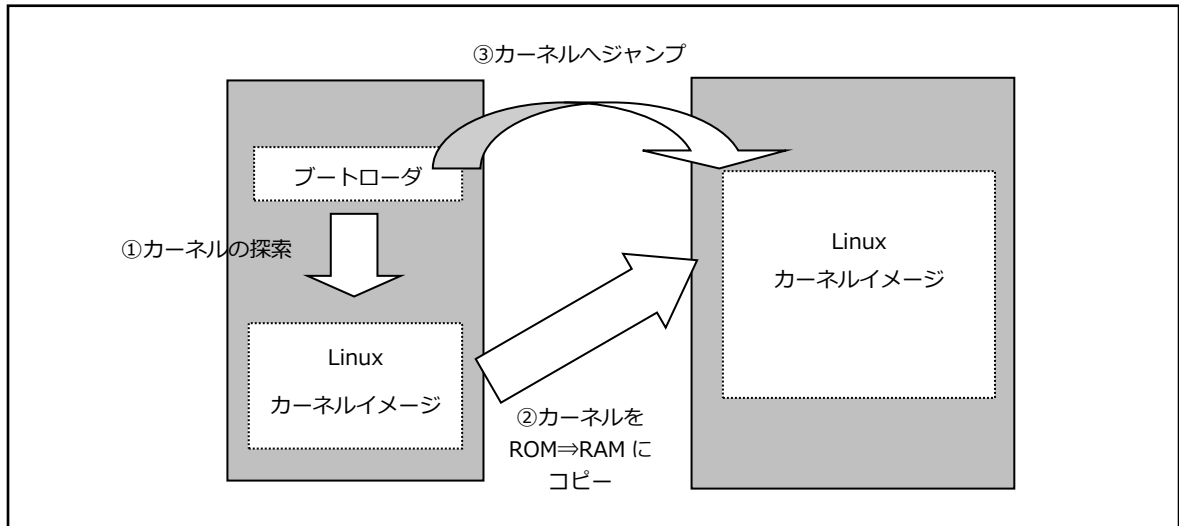 ③カーネルへジャンプ
ブートローダ
①カーネルの探索
Linux
カーネルイメージ
Linux
カーネルイメージ
②カーネルを
ROM⇒RAM に
コピー